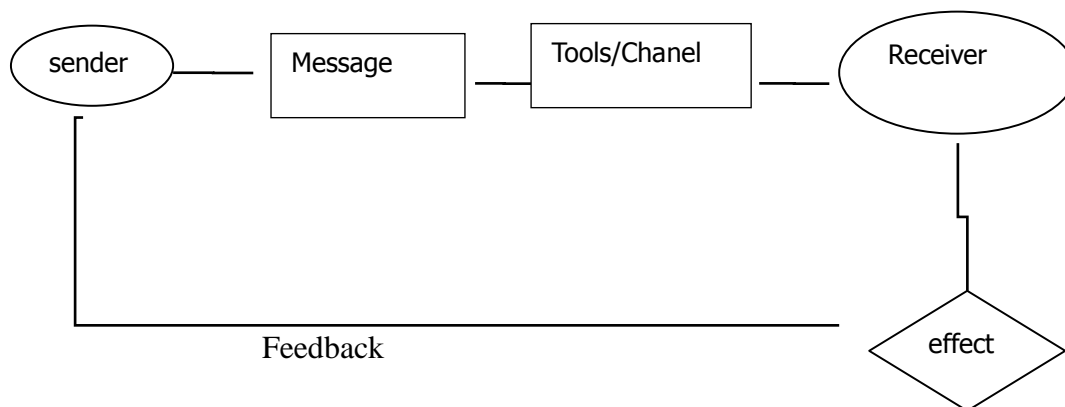 sender
Message
Tools/Chanel
Receiver
effect
Feedback